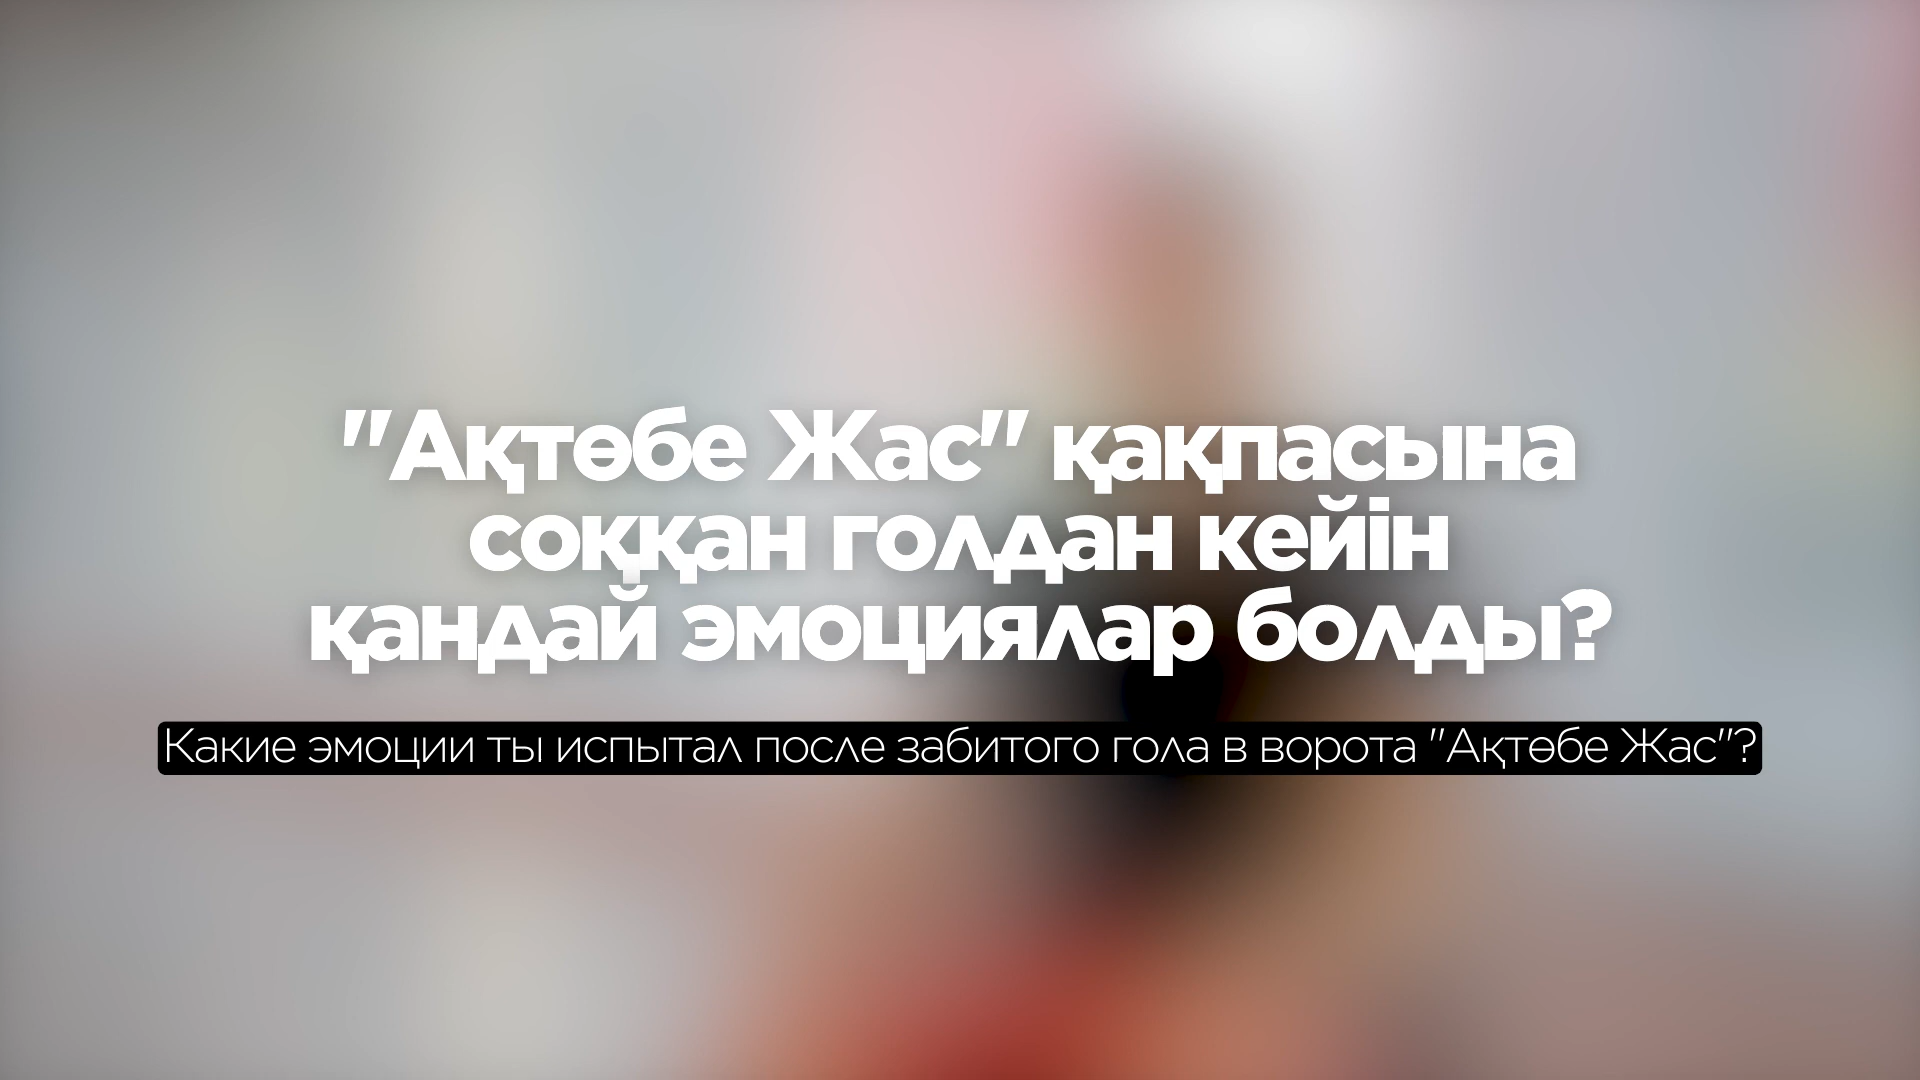 "Ақтөбе Жас" қақпасына
соққан голдан кейін
қандай эмоциялар болды?
Какие эмоции ты испытал после забитого гола в ворота "Ақтөбе Жас"?